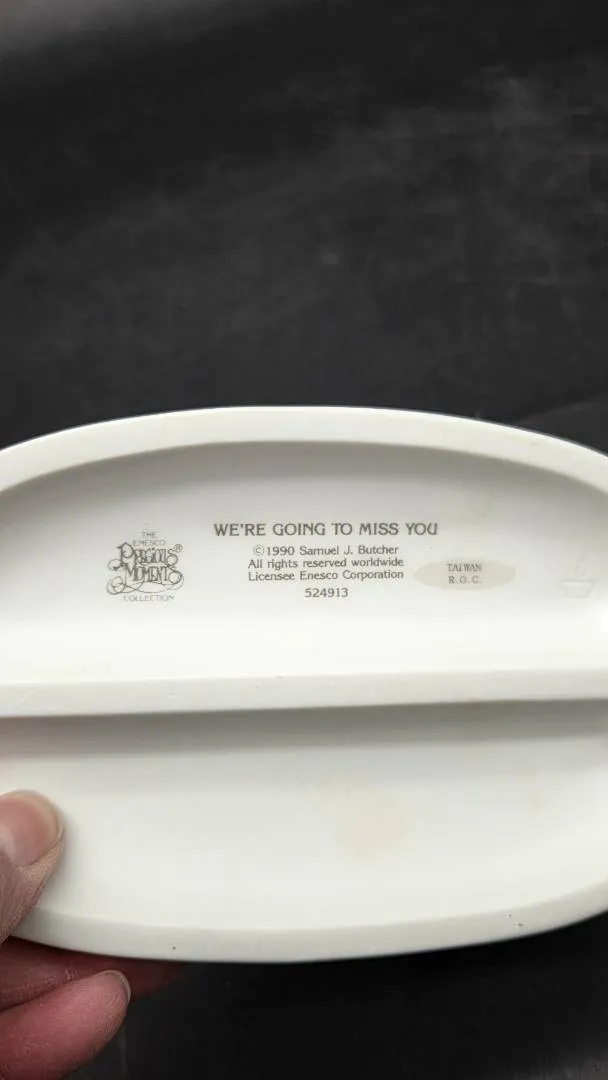 THE
ENESCO
PRECIOUS®
MOMENTS
COLLECTION
WE'RE GOING TO MISS YOU
©1990 Samuel J. Butcher
All rights reserved worldwide
Licensee Enesco Corporation
524913
TAIWAN
R. O. C.